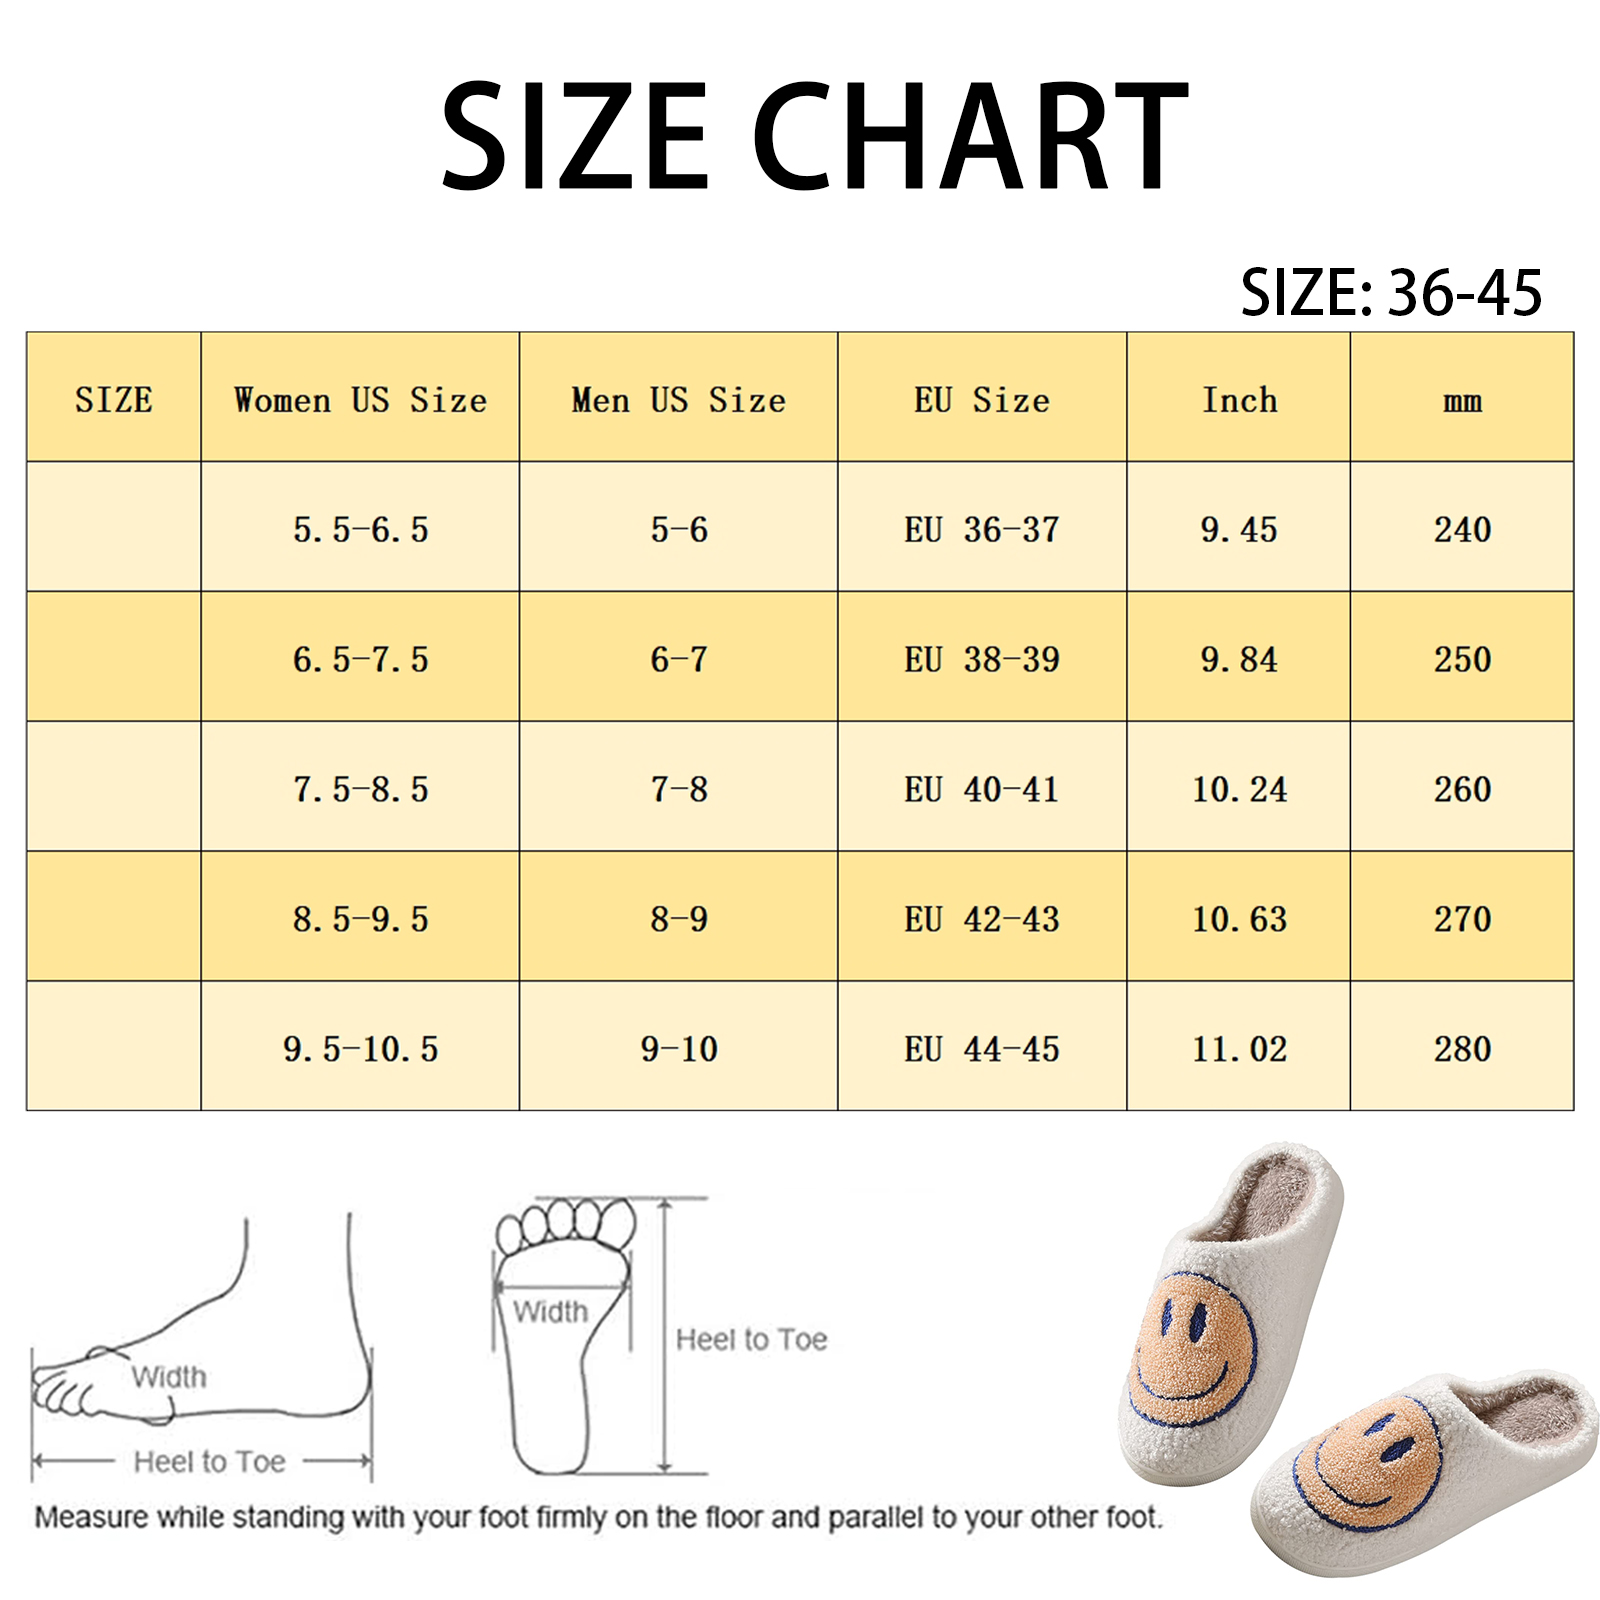 SIZE CHART
SIZE: 36-45
SIZE Women US Size Men US Size EU Size Inch mm
5.5-6.5 5-6 EU 36-37 9.45 240
6.5-7.5 6-7 EU 38-39 9.84 250
7.5-8.5 7-8 EU 40-41 10.24 260
8.5-9.5 8-9 EU 42-43 10.63 270
9.5-10.5 9-10 EU 44-45 11.02 280
Width
Heel to Toe
Width
Heel to Toe
Measure while standing with your foot firmly on the floor and parallel to your other foot.